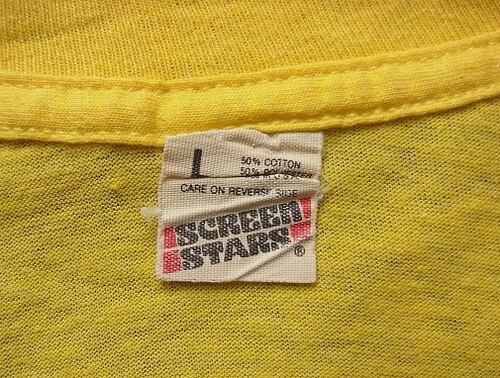 L
50% COTTON
50% POLYESTER
CARE ON REVERSE SIDE
SCREEN
STARS®